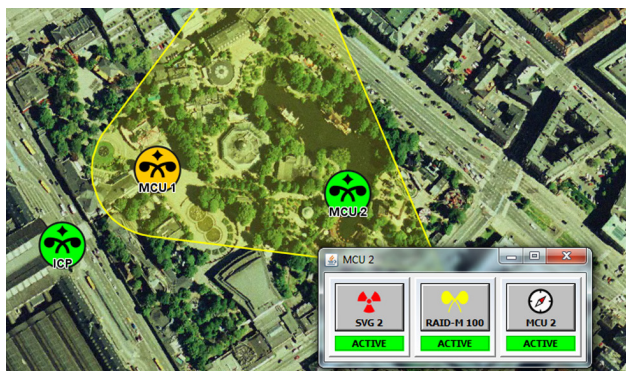 MCU 1
MCU 2
ICP
MCU 2
SVG 2
RAID-M 100
MCU 2
ACTIVE
ACTIVE
ACTIVE